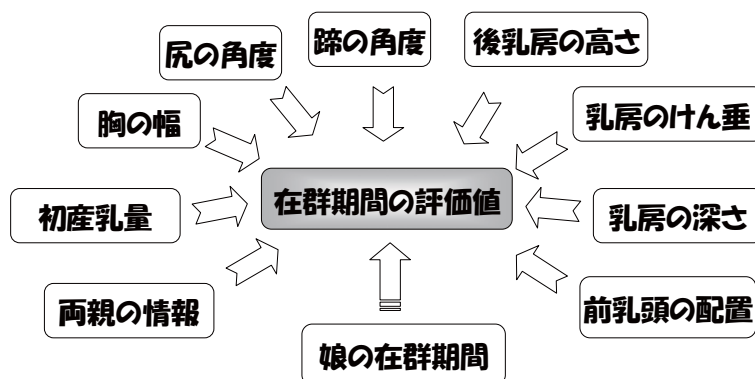 尻の角度
蹄の角度
後乳房の高さ
胸の幅
乳房のけん垂
初産乳量
在群期間の評価値
乳房の深さ
両親の情報
前乳頭の配置
娘の在群期間